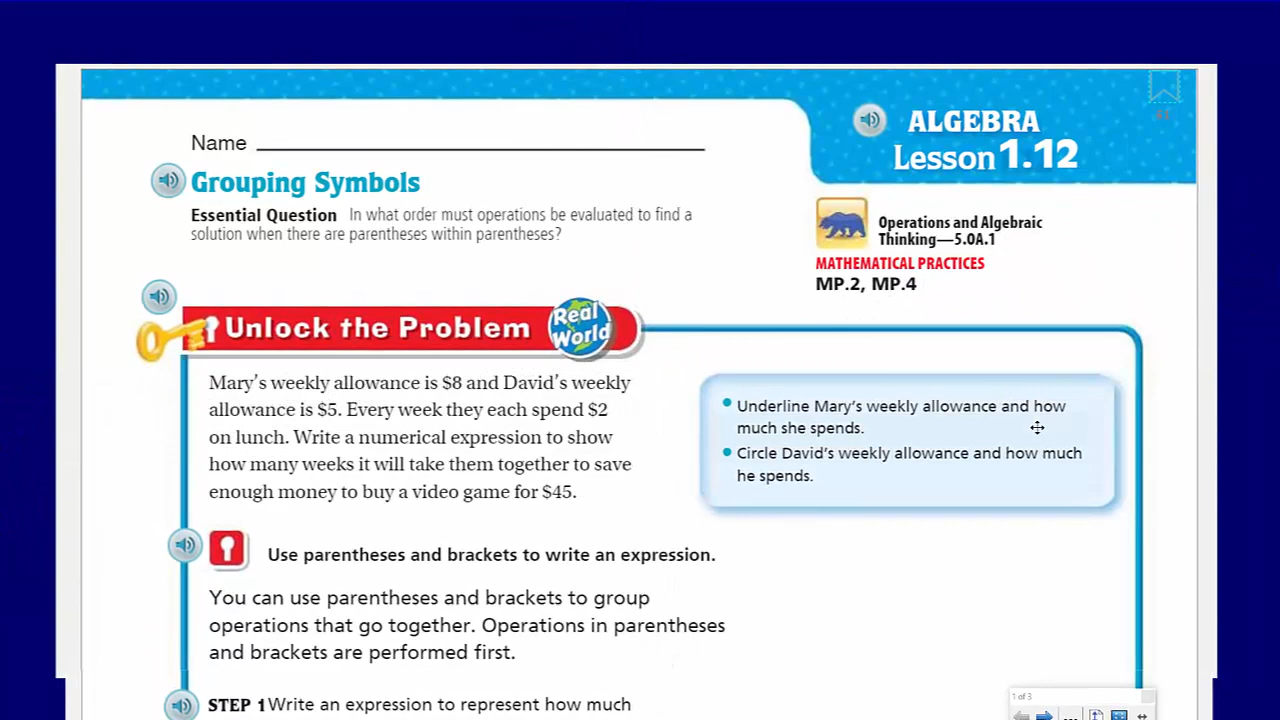 ALGEBRA
Lesson 1.12
Name
Grouping Symbols
Essential Question In what order must operations be evaluated to find a
solution when there are parentheses within parentheses?
Operations and Algebraic
Thinking—5.OA.1
MATHEMATICAL PRACTICES
MP.2, MP.4
Unlock the Problem
Real
World
Mary's weekly allowance is $8 and David's weekly
allowance is $5. Every week they each spend $2
on lunch. Write a numerical expression to show
how many weeks it will take them together to save
enough money to buy a video game for $45.
Underline Mary's weekly allowance and how
much she spends.
Circle David's weekly allowance and how much
he spends.
Use parentheses and brackets to write an expression.
You can use parentheses and brackets to group
operations that go together. Operations in parentheses
and brackets are performed first.
STEP 1 Write an expression to represent how much
1 of 3